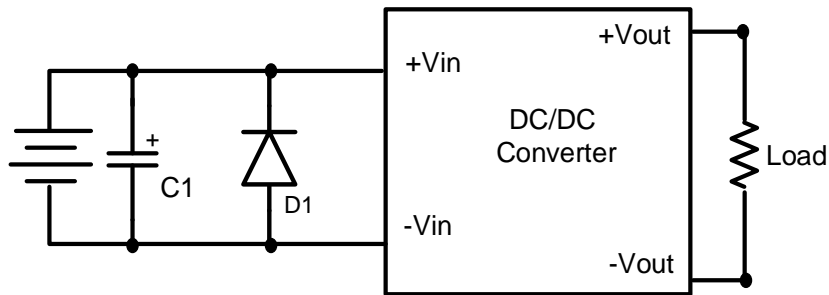 +Vout
+Vin
DC/DC
Converter
+
C1
D1
Load
-Vin
-Vout